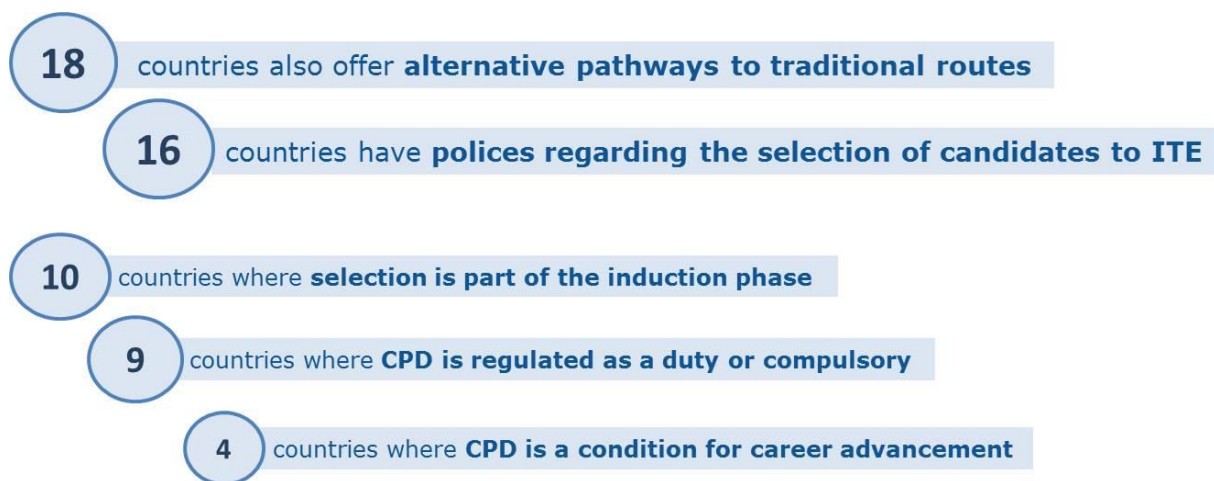 18 countries also offer alternative pathways to traditional routes
16 countries have polices regarding the selection of candidates to ITE
10 countries where selection is part of the induction phase
9 countries where CPD is regulated as a duty or compulsory
4 countries where CPD is a condition for career advancement